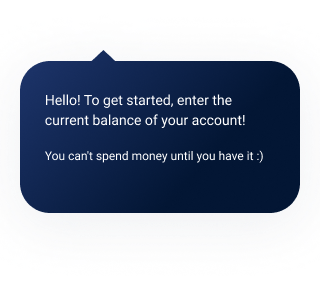 Hello! To get started, enter the
current balance of your account!
You can't spend money until you have it :)